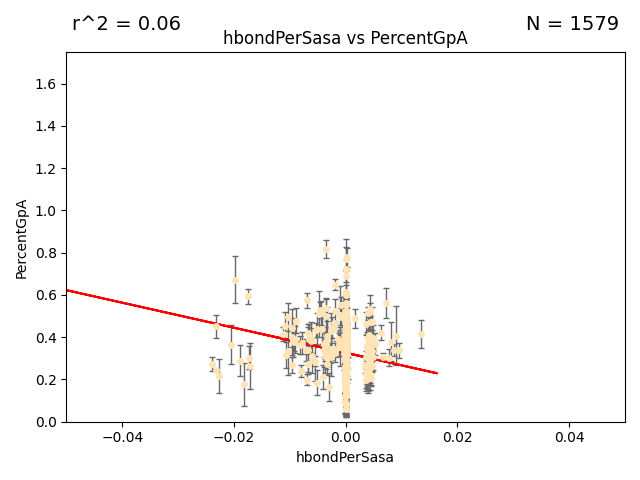 r^2 = 0.06
N = 1579
hbondPerSasa vs PercentGpA
1.6
1.4
1.2
1.0
0.8
0.6
0.4
0.2
0.0
PercentGpA
−0.04
−0.02
0.00
0.02
0.04
hbondPerSasa